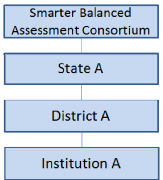 Smarter Balanced
Assessment Consortium
State A
District A
Institution A